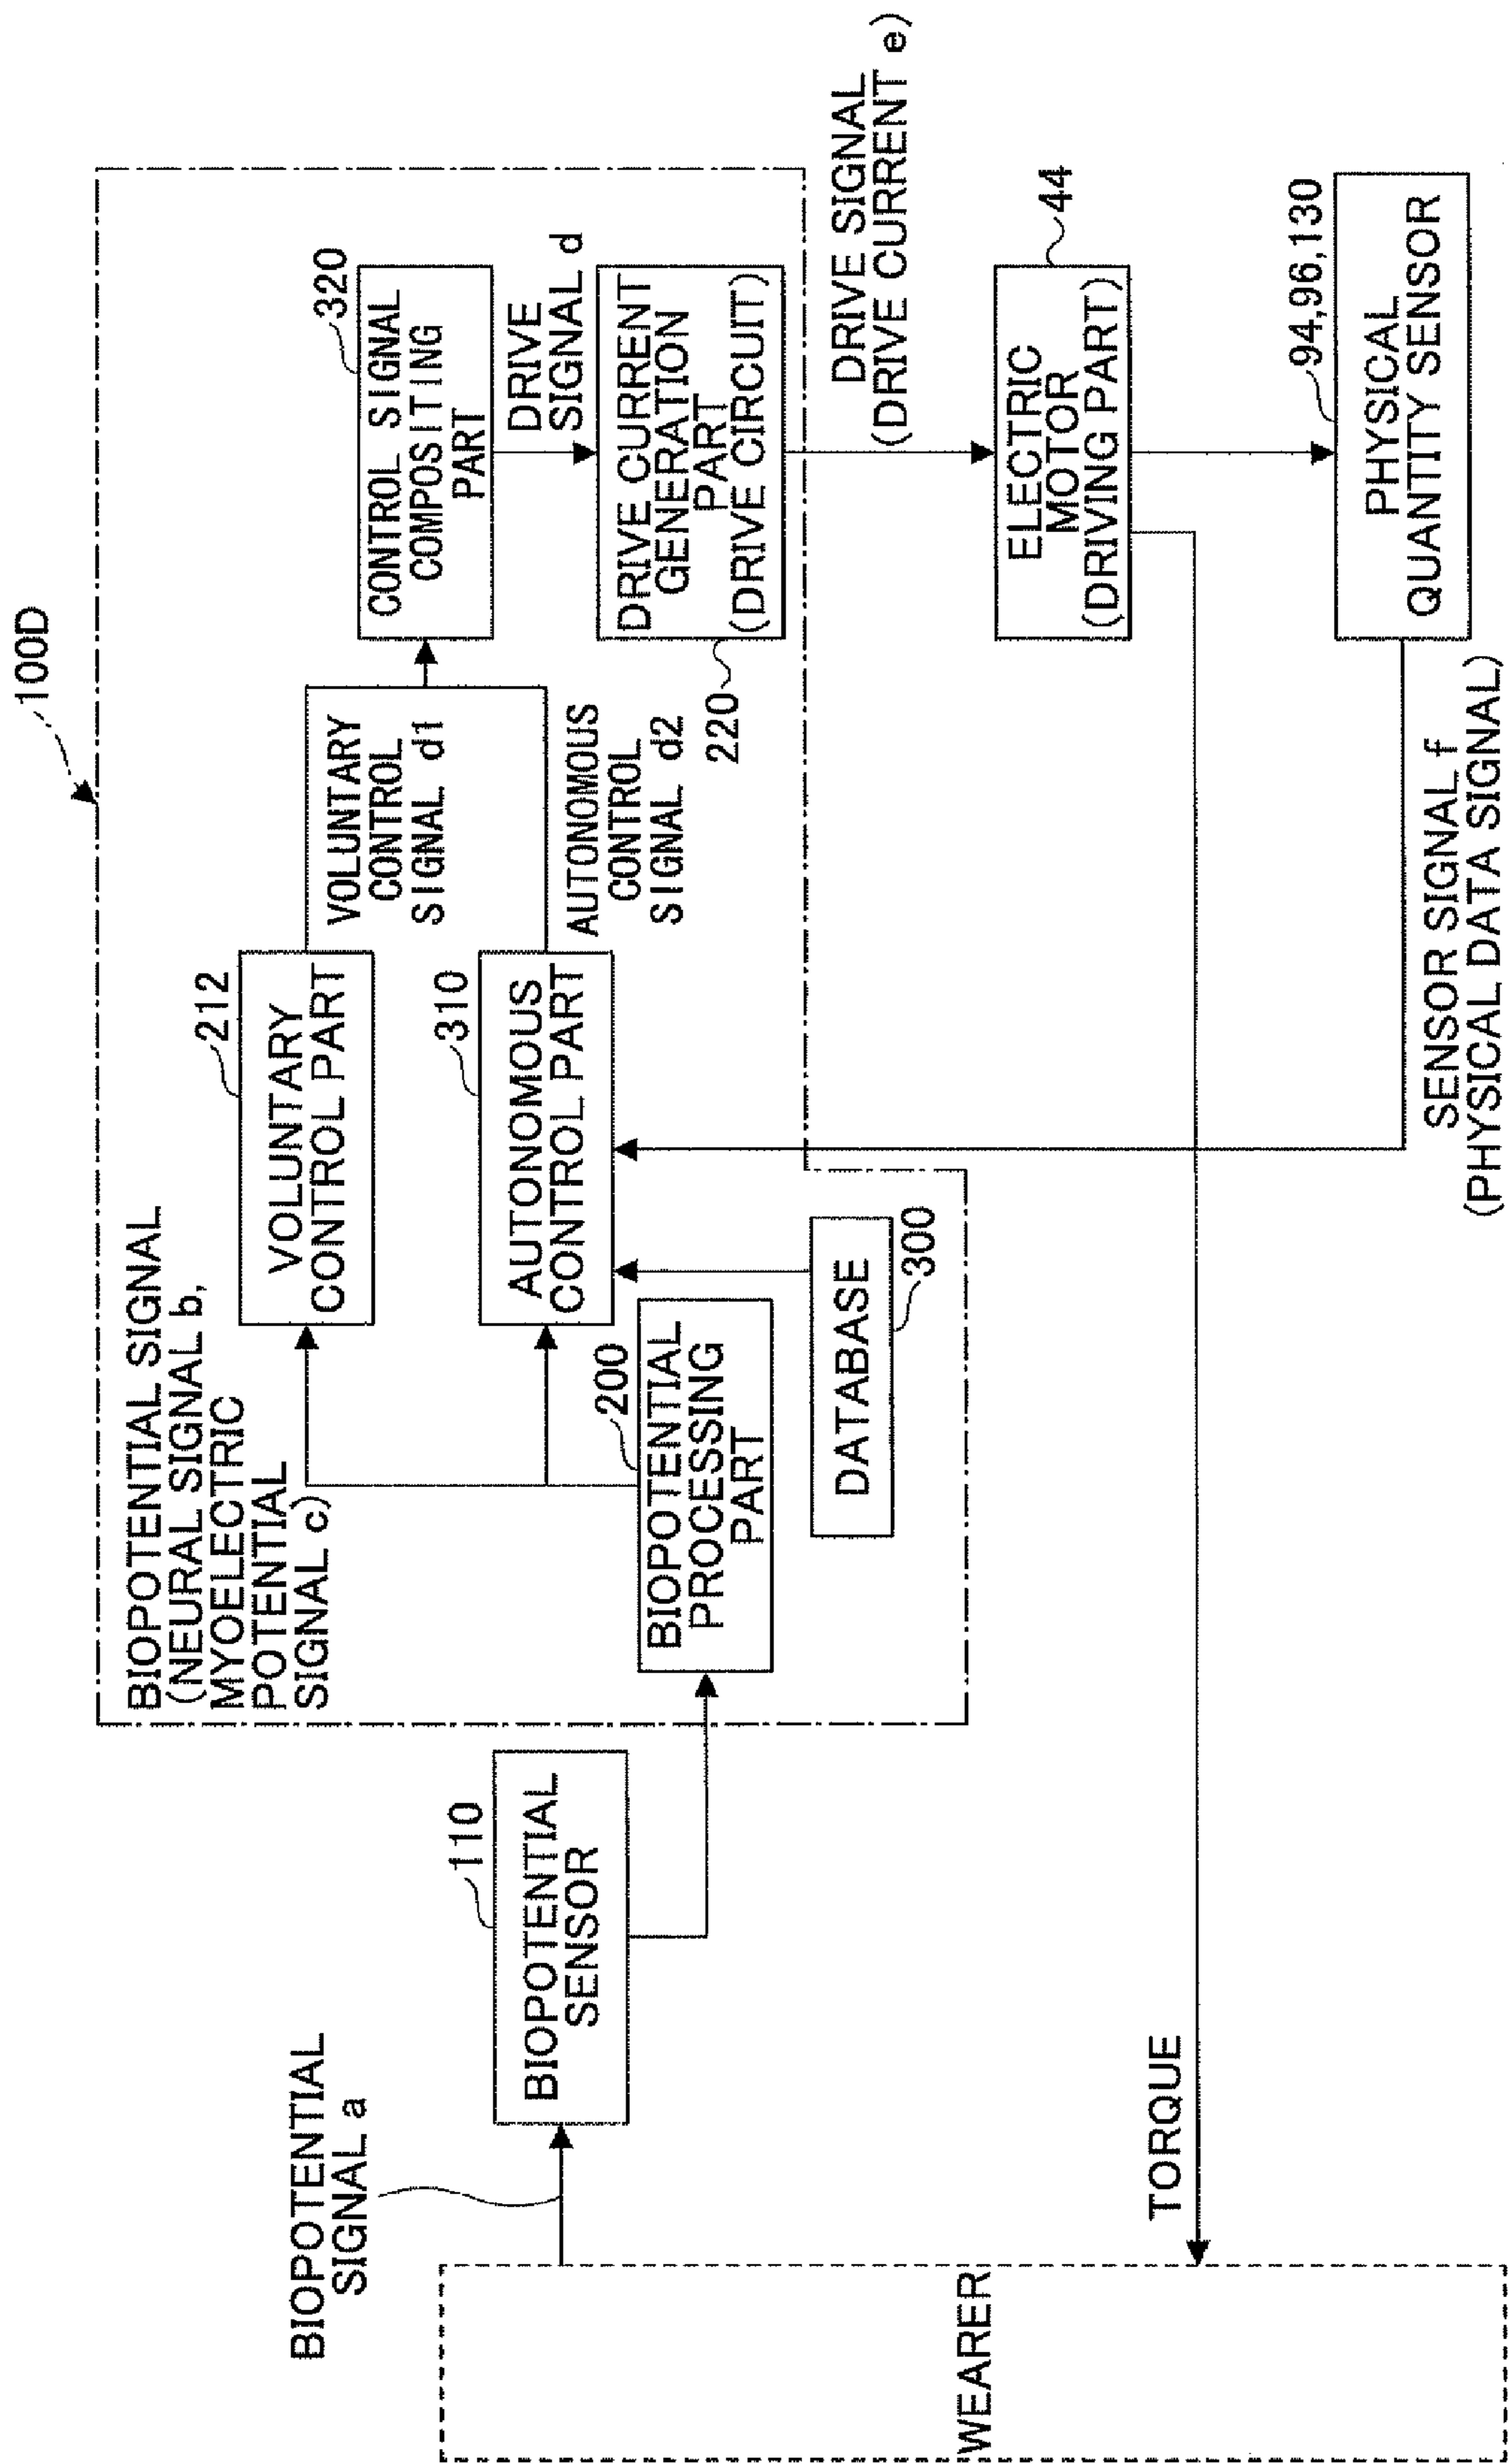 100D
BIOPOTENTIAL SIGNAL
(NEURAL SIGNAL b,
MYOELECTRIC
POTENTIAL
SIGNAL c)
212
VOLUNTARY
CONTROL PART
VOLUNTARY
CONTROL
SIGNAL d1
320
CONTROL SIGNAL
COMPOSITING
PART
BIOPOTENTIAL
SIGNAL a
110
BIOPOTENTIAL
SENSOR
200
BIOPOTENTIAL
PROCESSING
PART
310
AUTONOMOUS
CONTROL PART
AUTONOMOUS
CONTROL
SIGNAL d2
DRIVE
SIGNAL d
DRIVE CURRENT
GENERATION
PART
(DRIVE CIRCUIT)
220
DATABASE
300
DRIVE SIGNAL
(DRIVE CURRENT e)
WEARER
TORQUE
ELECTRIC
MOTOR
(DRIVING PART)
44
94,96,130
PHYSICAL
QUANTITY SENSOR
SENSOR SIGNAL f
(PHYSICAL DATA SIGNAL)